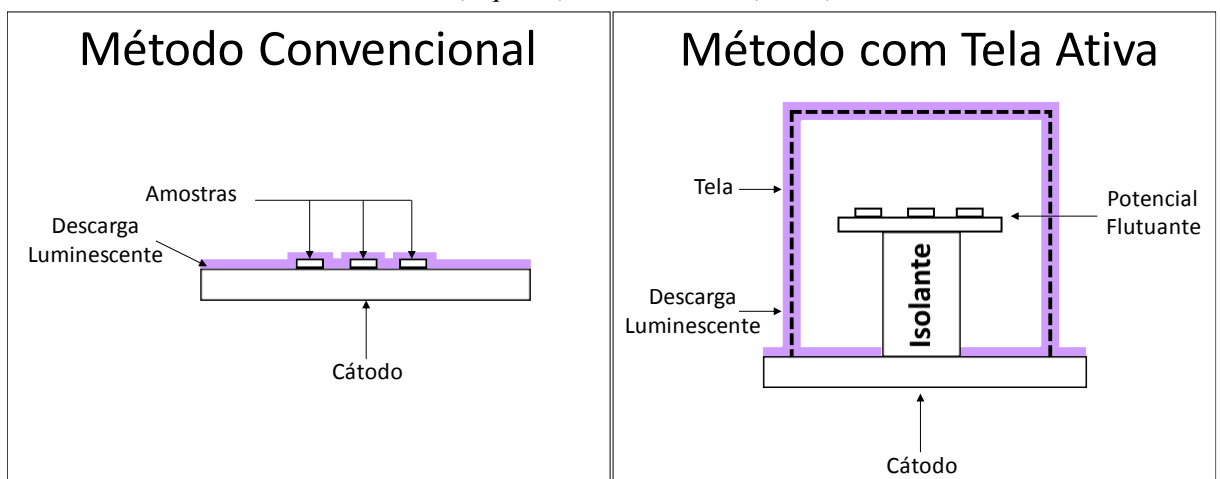 Método Convencional
Amostras
Descarga
Luminescente
Cátodo
Método com Tela Ativa
Tela
Potencial
Flutuante
Isolante
Descarga
Luminescente
Cátodo